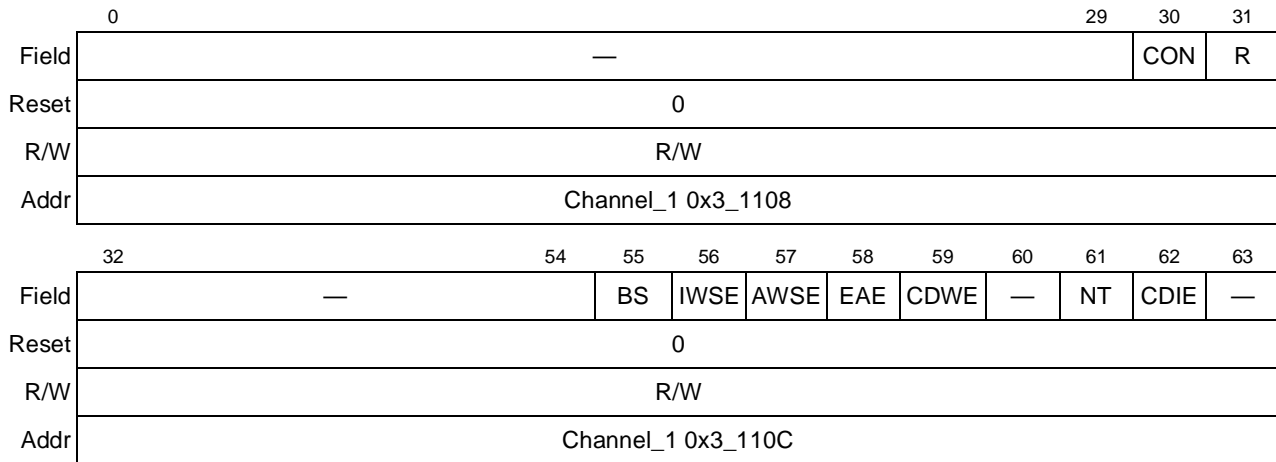 0 29 30 31
Field — CON R
Reset 0
R/W R/W
Addr Channel_1 0x3_1108
32 54 55 56 57 58 59 60 61 62 63
Field — BS IWSE AWSE EAE CDWE — NT CDIE —
Reset 0
R/W R/W
Addr Channel_1 0x3_110C